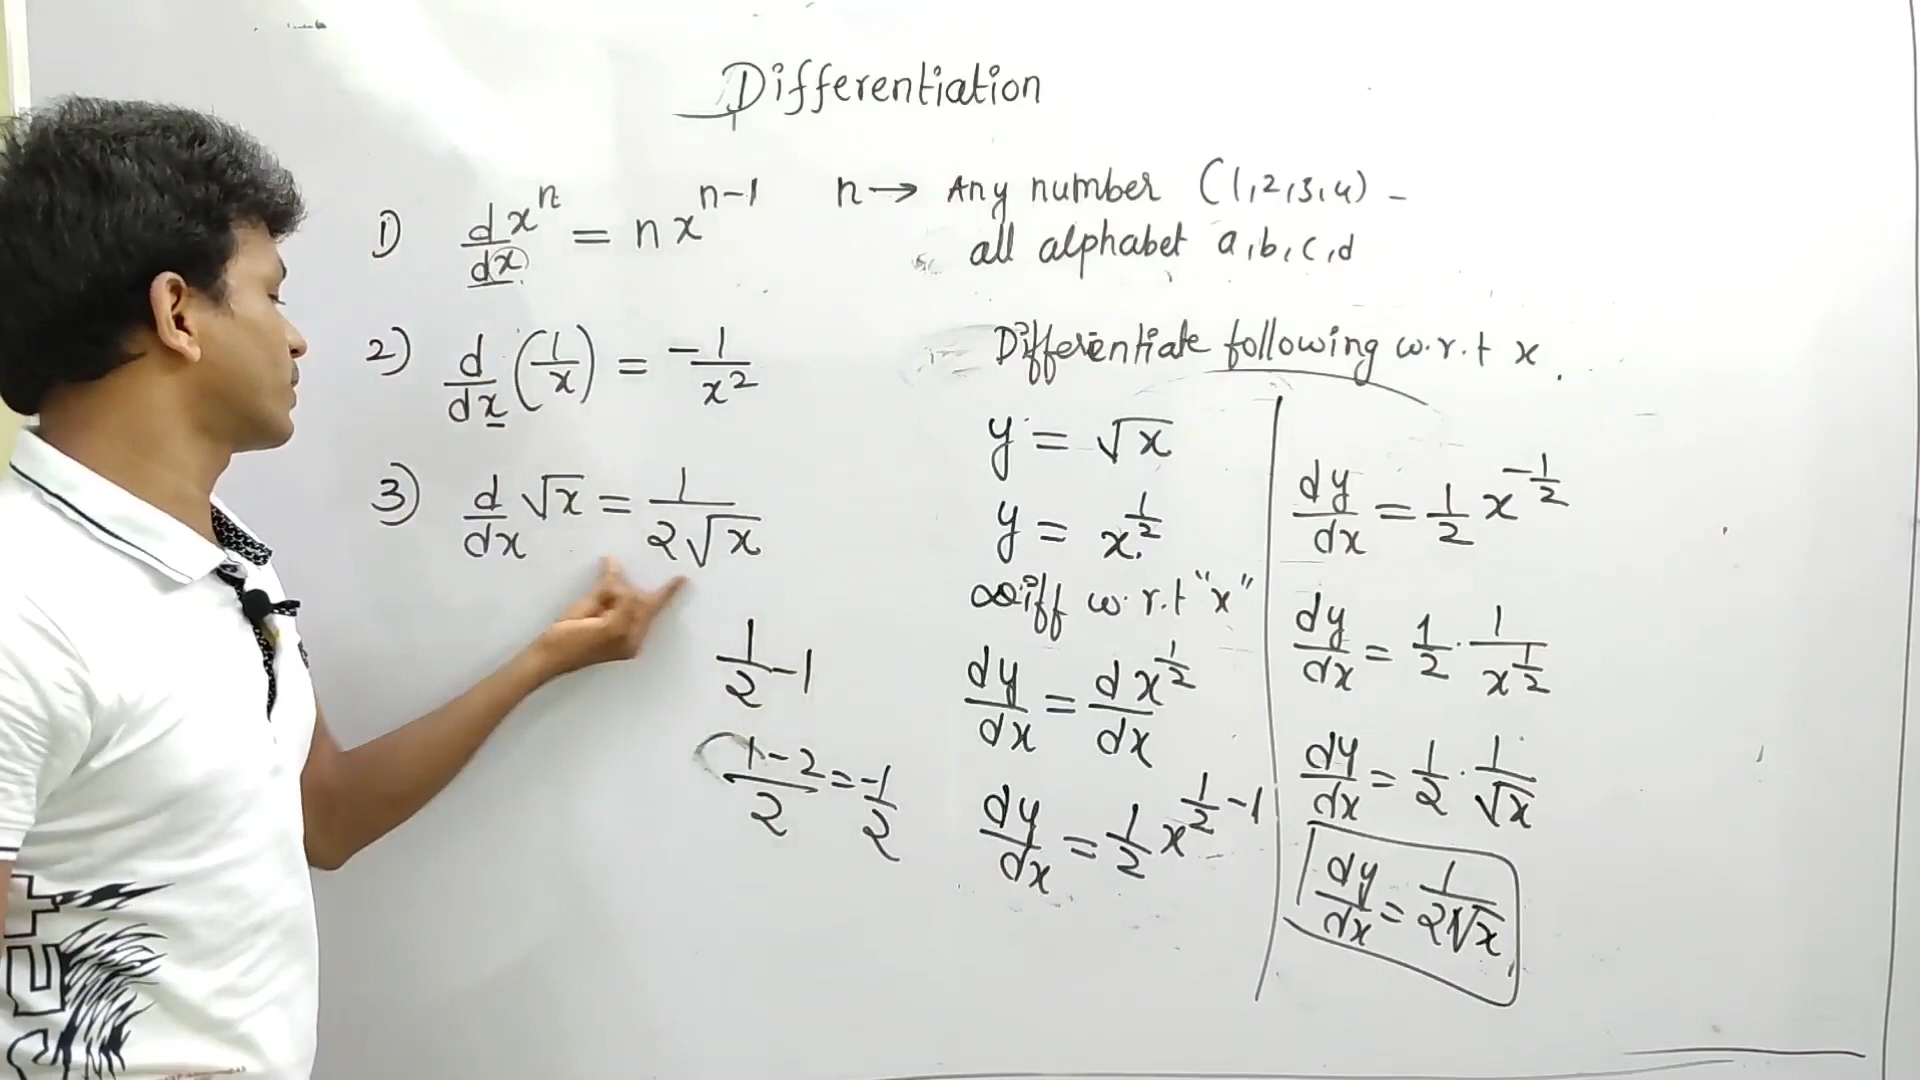 Differentiation
1) d/dx x^n = n x^(n-1)    n → Any number (1,2,3,4) -
all alphabet a,b,c,d
2) d/dx (1/x) = -1/x²
3) d/dx √x = 1/(2√x)
1/2 - 1
(1-2)/2 = -1/2
Differentiate following w.r.t x.
y = √x
y = x^(1/2)
Diff w.r.t "x"
dy/dx = d x^(1/2)/dx
dy/dx = 1/2 x^(1/2 - 1)
dy/dx = 1/2 x^(-1/2)
dy/dx = 1/2 · 1/x^(1/2)
dy/dx = 1/2 · 1/√x
dy/dx = 1/(2√x)